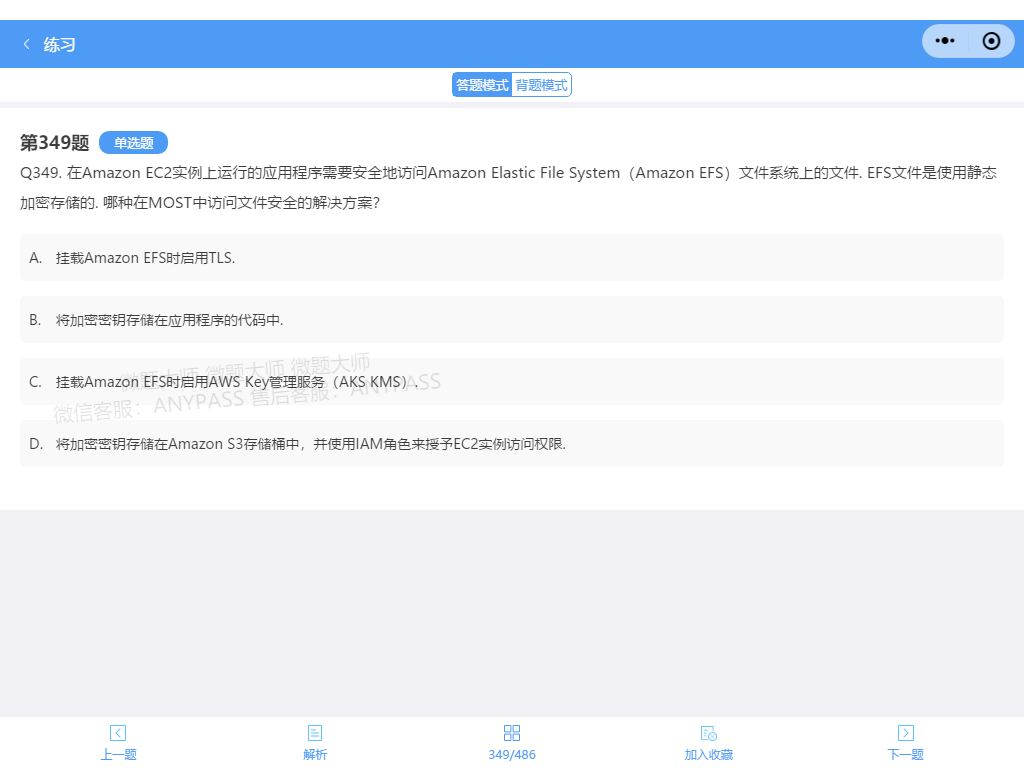 练习
答题模式 背题模式
第349题 单选题
Q349. 在Amazon EC2实例上运行的应用程序需要安全地访问Amazon Elastic File System（Amazon EFS）文件系统上的文件. EFS文件是使用静态
加密存储的. 哪种在MOST中访问文件安全的解决方案?
A. 挂载Amazon EFS时启用TLS.
B. 将加密密钥存储在应用程序的代码中.
微题大师 微题大师 微题大师
C. 挂载Amazon EFS时启用AWS Key管理服务（AKS KMS）.
微信客服：ANYPASS 售后客服：ANYPASS
D. 将加密密钥存储在Amazon S3存储桶中，并使用IAM角色来授予EC2实例访问权限.
上一题 解析 349/486 加入收藏 下一题